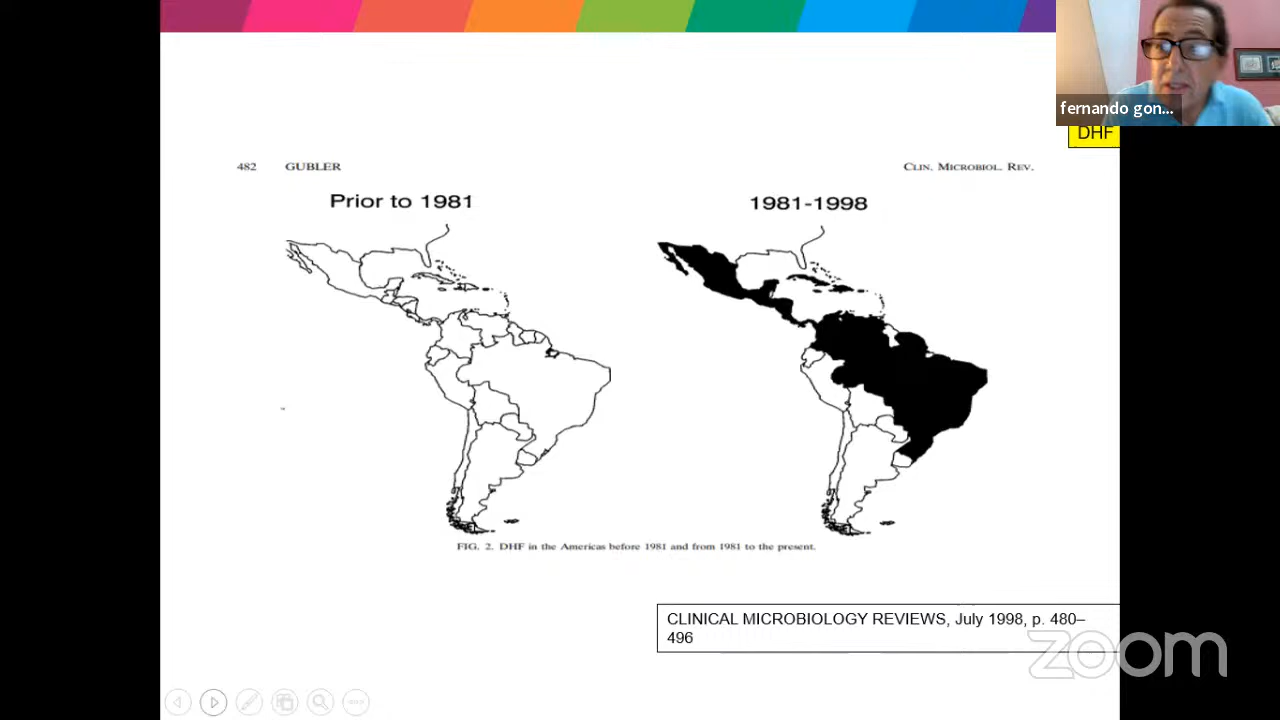 fernando gon...
DHF
482 GUBLER CLIN. MICROBIOL. REV.
Prior to 1981 1981-1998
FIG. 2. DHF in the Americas before 1981 and from 1981 to the present.
CLINICAL MICROBIOLOGY REVIEWS, July 1998, p. 480–
496
zoom